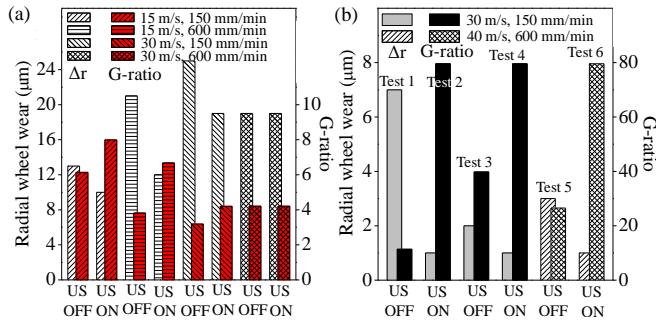 (a)
15 m/s, 150 mm/min
15 m/s, 600 mm/min
30 m/s, 150 mm/min
30 m/s, 600 mm/min
Δr G-ratio
Radial wheel wear (μm)
24
20
16
12
8
4
0
G-ratio
10
8
6
4
2
0
US OFF
US ON
US OFF
US ON
US OFF
US ON
US OFF
US ON
(b)
30 m/s, 150 mm/min
40 m/s, 600 mm/min
Δr G-ratio
Test 1
Test 2
Test 3
Test 4
Test 5
Test 6
Radial wheel wear (μm)
8
6
4
2
0
G-ratio
80
60
40
20
0
US OFF
US ON
US OFF
US ON
US OFF
US ON